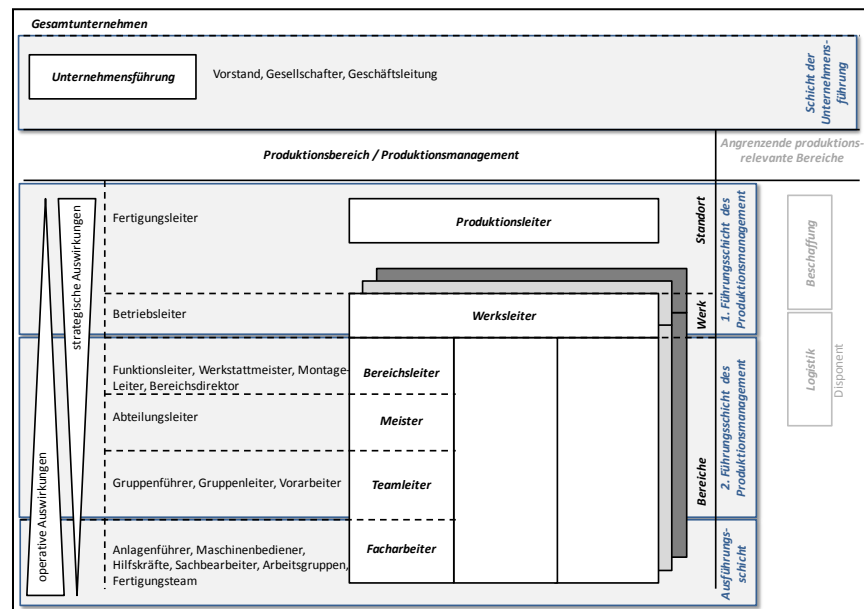 Gesamtunternehmen
Unternehmensführung
Vorstand, Gesellschafter, Geschäftsleitung
Schicht der
Unternehmens-
führung
Produktionsbereich / Produktionsmanagement
Angrenzende produktions-
relevante Bereiche
strategische Auswirkungen
operative Auswirkungen
Fertigungsleiter
Produktionsleiter
Standort
1. Führungsschicht des
Produktionsmanagement
Beschaffung
Betriebsleiter
Werksleiter
Werk
Funktionsleiter, Werkstattmeister, Montage-
Leiter, Bereichsdirektor
Bereichsleiter
Logistik
Disponent
Abteilungsleiter
Meister
Bereiche
2. Führungsschicht des
Produktionsmanagement
Gruppenführer, Gruppenleiter, Vorarbeiter
Teamleiter
Anlagenführer, Maschinenbediener,
Hilfskräfte, Sachbearbeiter, Arbeitsgruppen,
Fertigungsteam
Facharbeiter
Ausführungs-
schicht